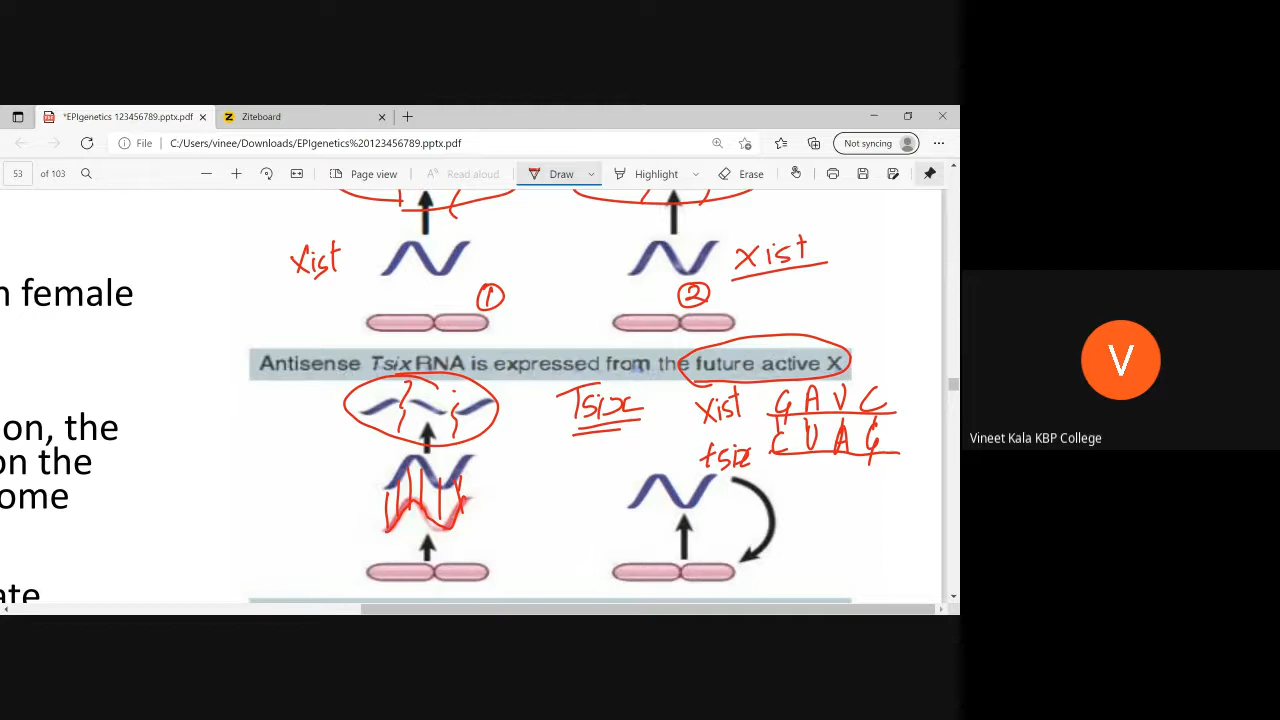 *EPIgenetics 123456789.pptx.pdf
Ziteboard
File C:/Users/vinee/Downloads/EPIgenetics%20123456789.pptx.pdf
Not syncing
53 of 103
Page view
Read aloud
Draw
Highlight
Erase
Xist
Xist
1
2
n female
Antisense Tsix RNA is expressed from the future active X
Tsix
Xist G A U C
tsix C U A G
on, the
on the
ome
ate
V
Vineet Kala KBP College